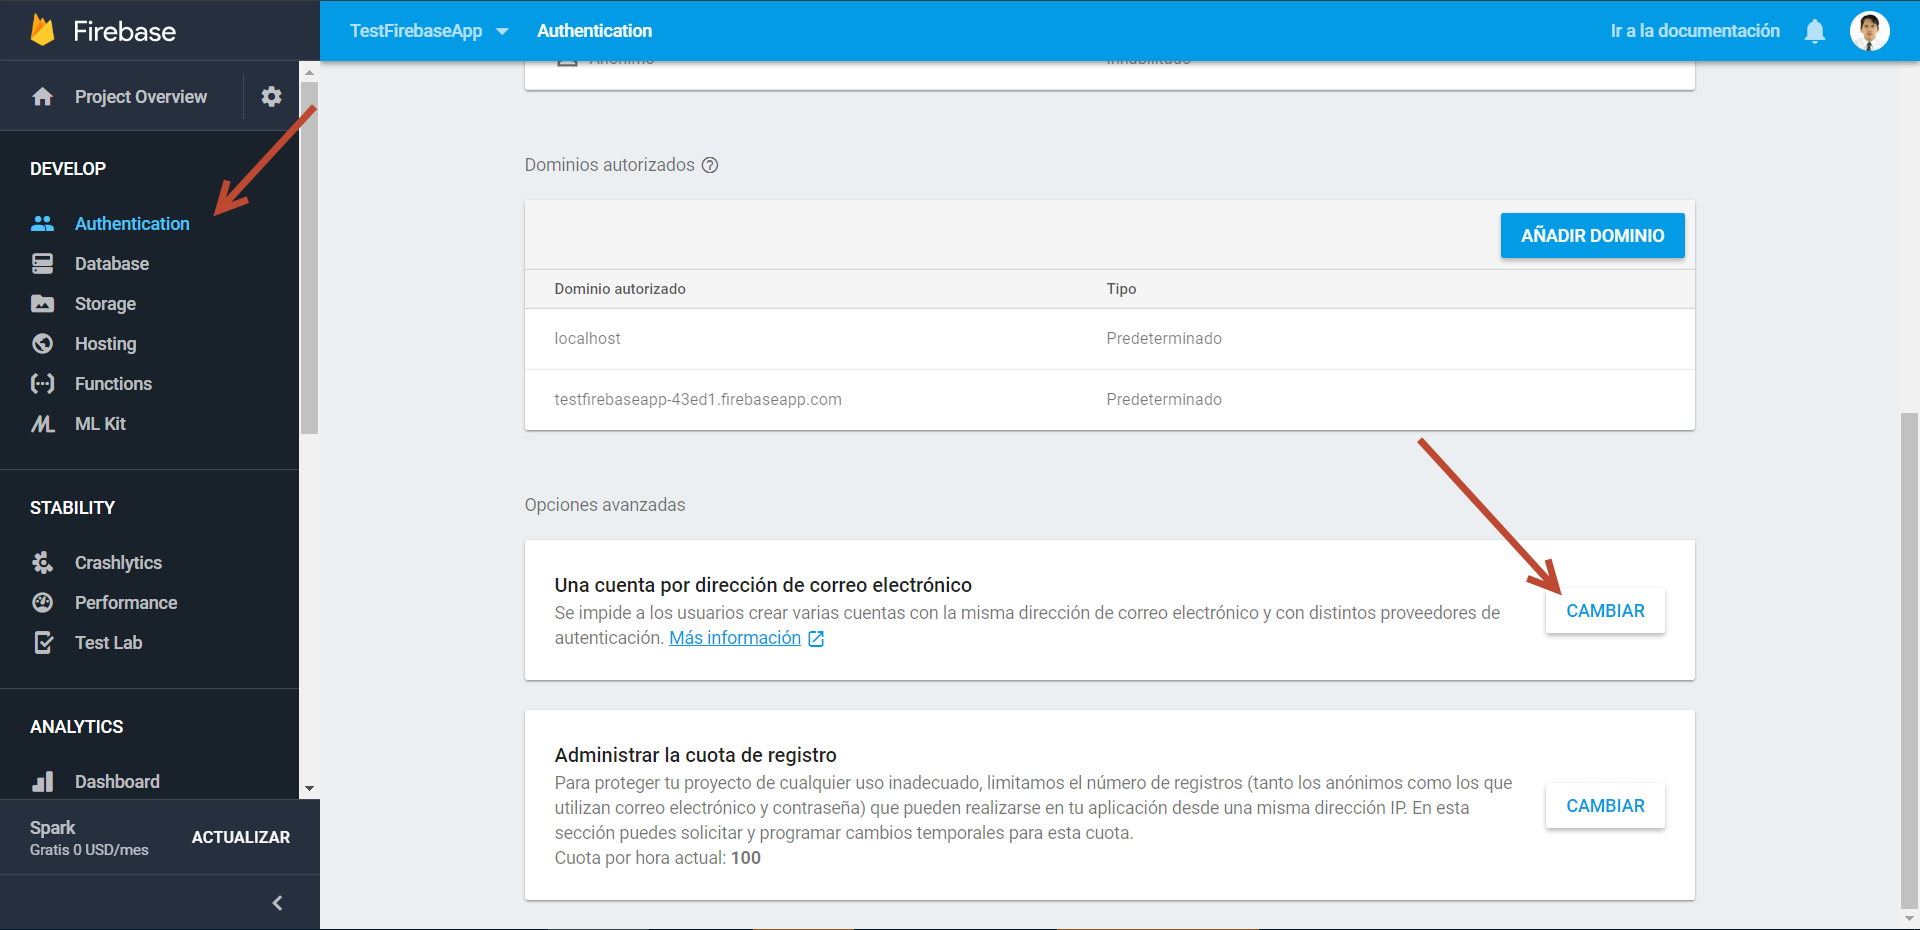 Firebase
TestFirebaseApp
Authentication
Ir a la documentación
Project Overview
DEVELOP
Authentication
Database
Storage
Hosting
Functions
ML Kit
STABILITY
Crashlytics
Performance
Test Lab
ANALYTICS
Dashboard
Spark
Gratis 0 USD/mes
ACTUALIZAR
Anónimo
Inhabilitado
Dominios autorizados
AÑADIR DOMINIO
Dominio autorizado
Tipo
localhost
Predeterminado
testfirebaseapp-43ed1.firebaseapp.com
Predeterminado
Opciones avanzadas
Una cuenta por dirección de correo electrónico
Se impide a los usuarios crear varias cuentas con la misma dirección de correo electrónico y con distintos proveedores de
autenticación. Más información
CAMBIAR
Administrar la cuota de registro
Para proteger tu proyecto de cualquier uso inadecuado, limitamos el número de registros (tanto los anónimos como los que
utilizan correo electrónico y contraseña) que pueden realizarse en tu aplicación desde una misma dirección IP. En esta
sección puedes solicitar y programar cambios temporales para esta cuota.
Cuota por hora actual: 100
CAMBIAR